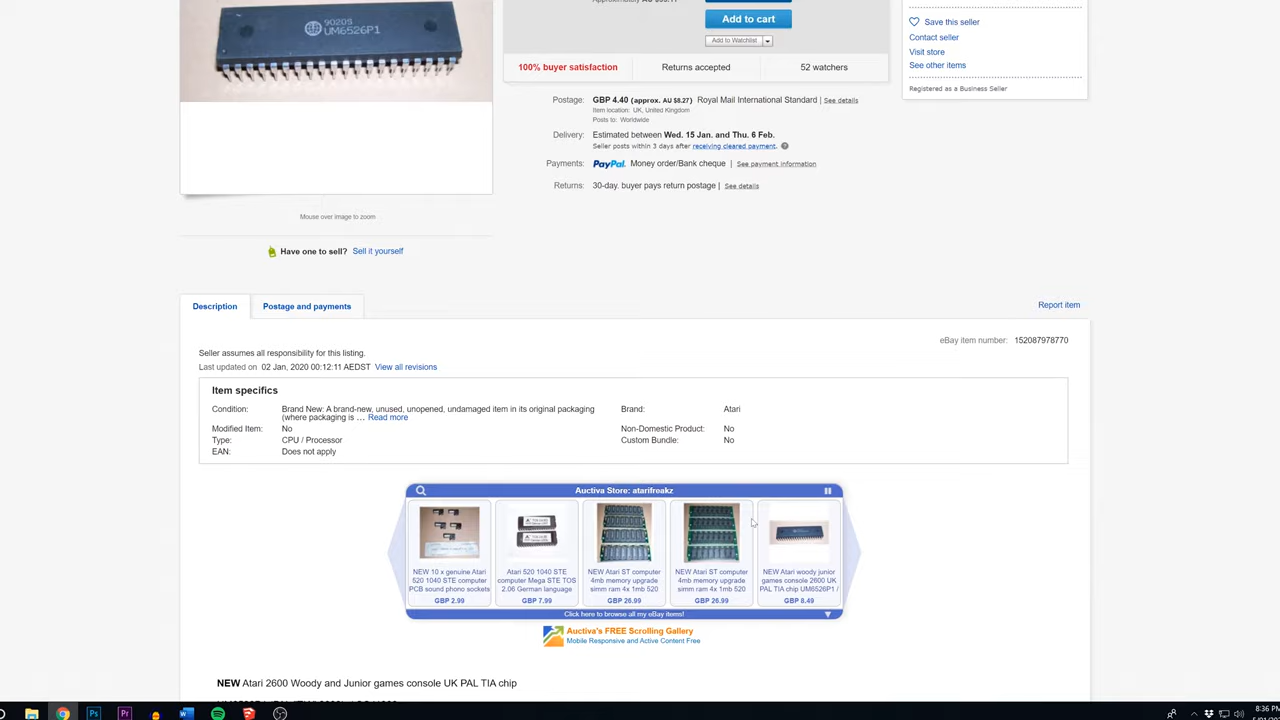 9020S
UM6526P1
Add to cart
Add to Watchlist
100% buyer satisfaction
Returns accepted
52 watchers
Save this seller
Contact seller
Visit store
See other items
Registered as a Business Seller
Postage: GBP 4.40 (approx. AU $8.27) Royal Mail International Standard | See details
Item location: UK, United Kingdom
Posts to: Worldwide
Delivery: Estimated between Wed. 15 Jan. and Thu. 6 Feb.
Seller posts within 3 days after receiving cleared payment. ?
Payments: PayPal Money order/Bank cheque | See payment information
Returns: 30-day. buyer pays return postage | See details
Mouse over image to zoom
Have one to sell? Sell it yourself
Description
Postage and payments
Report item
eBay item number: 152087978770
Seller assumes all responsibility for this listing.
Last updated on 02 Jan, 2020 00:12:11 AEDST View all revisions
Item specifics
Condition: Brand New: A brand-new, unused, unopened, undamaged item in its original packaging
(where packaging is … Read more
Brand: Atari
Modified Item: No
Non-Domestic Product: No
Type: CPU / Processor
Custom Bundle: No
EAN: Does not apply
Auctiva Store: atarifreakz
NEW 10 x genuine Atari
520 1040 STE computer
PCB sound phono sockets
GBP 2.99
Atari 520 1040 STE
computer Mega STE TOS
2.06 German language
GBP 7.99
NEW Atari ST computer
4mb memory upgrade
simm ram 4x 1mb 520
GBP 26.99
NEW Atari ST computer
4mb memory upgrade
simm ram 4x 1mb 520
GBP 26.99
NEW Atari woody junior
games console 2600 UK
PAL TIA chip UM6526P1 /
GBP 8.49
Click here to browse all my eBay items!
Auctiva's FREE Scrolling Gallery
Mobile Responsive and Active Content Free
NEW Atari 2600 Woody and Junior games console UK PAL TIA chip
8:36 PM